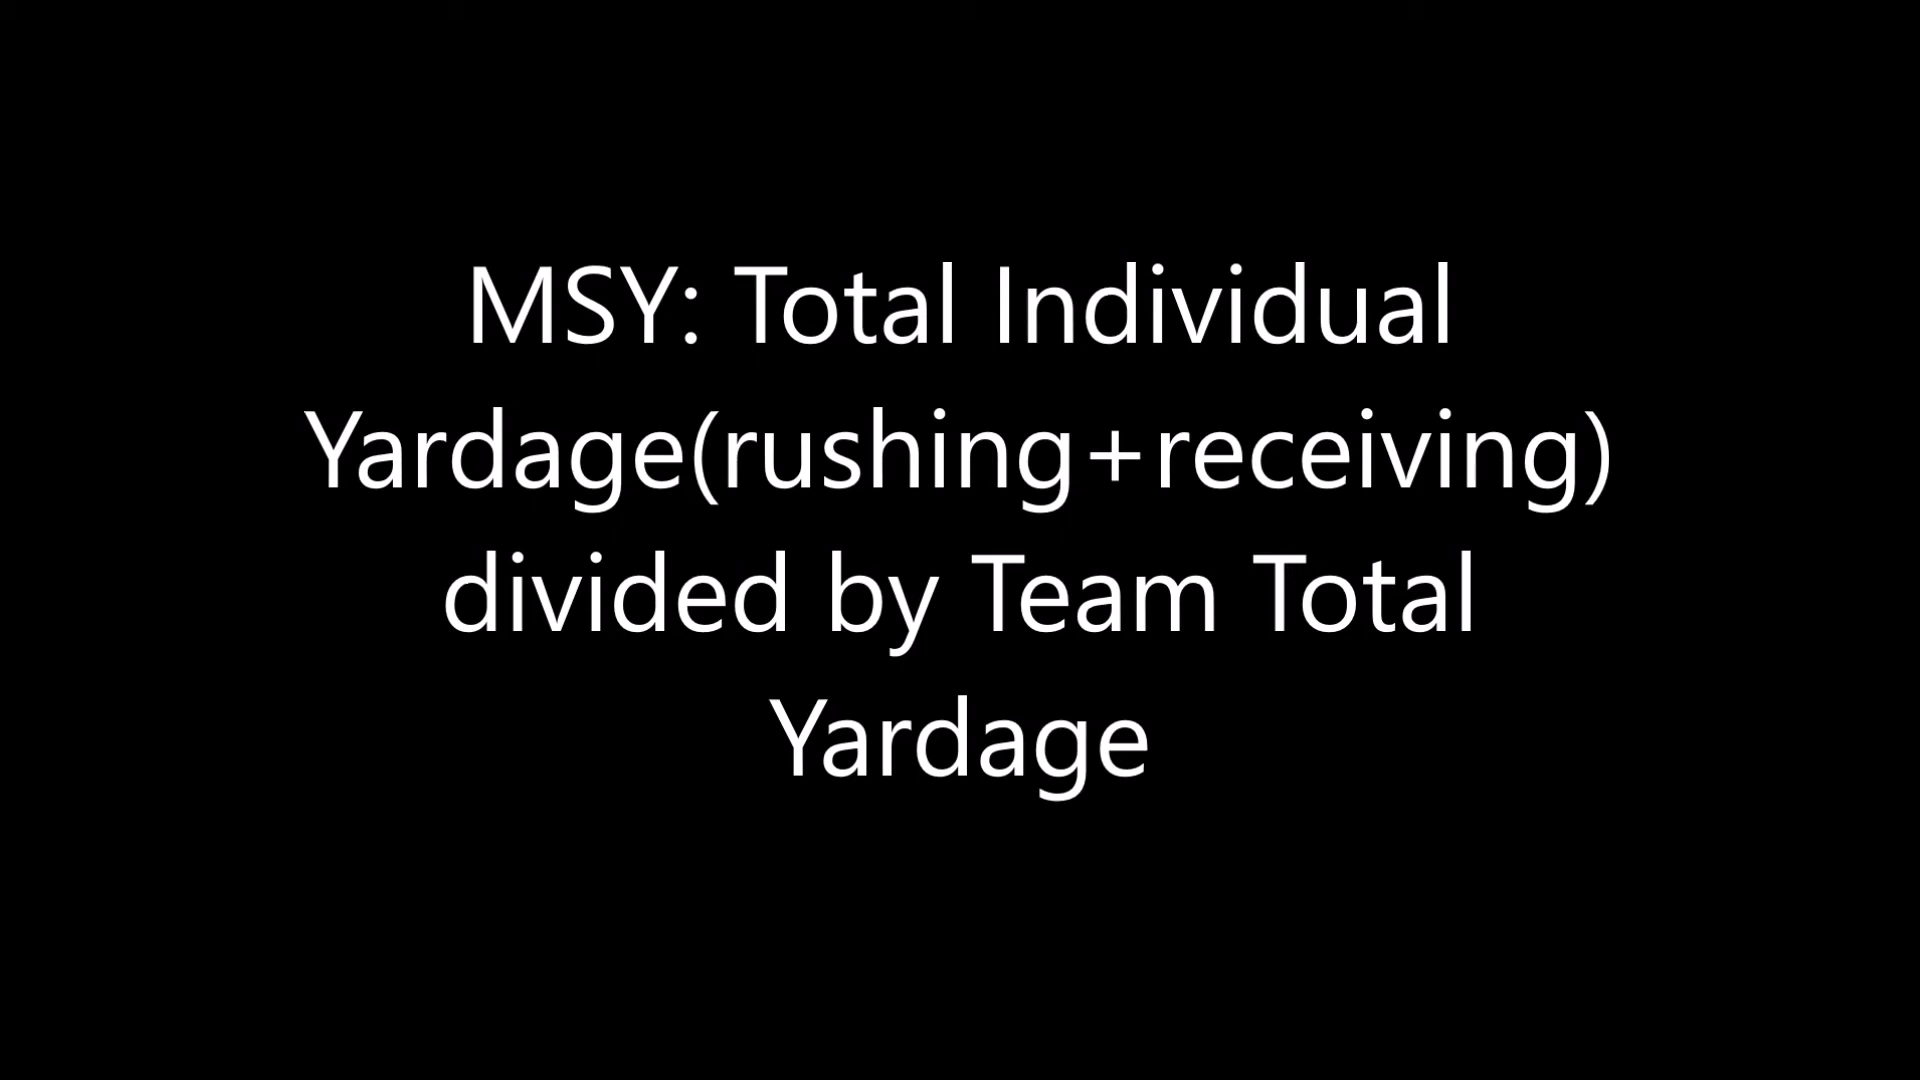 MSY: Total Individual
Yardage(rushing+receiving)
divided by Team Total
Yardage